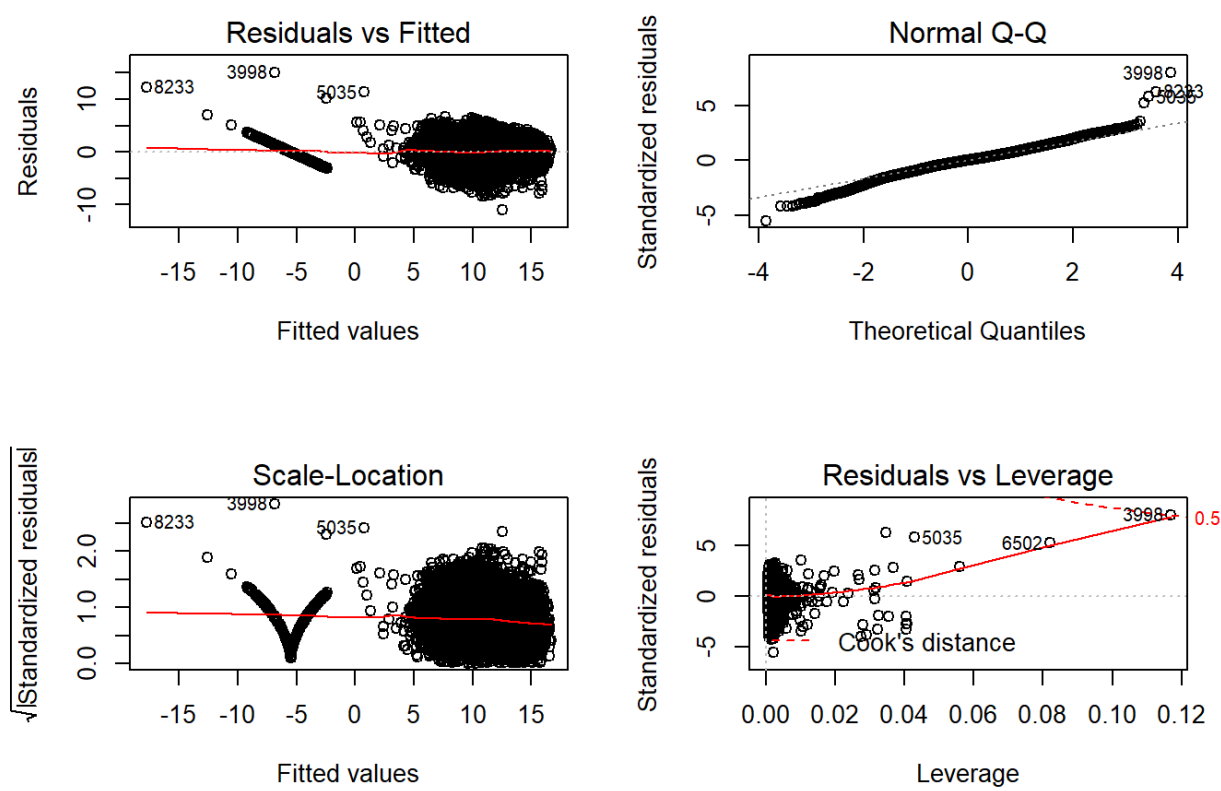 Residuals vs Fitted
Residuals
-10 0 10
3998
8233
5035
-15 -10 -5 0 5 10 15
Fitted values
Normal Q-Q
Standardized residuals
-5 0 5
3998
8233
5035
-4 -2 0 2 4
Theoretical Quantiles
Scale-Location
√|Standardized residuals|
0.0 1.0 2.0
3998
8233
5035
-15 -10 -5 0 5 10 15
Fitted values
Residuals vs Leverage
Standardized residuals
-5 0 5
3998
0.5
5035
6502
Cook's distance
0.00 0.02 0.04 0.06 0.08 0.10 0.12
Leverage